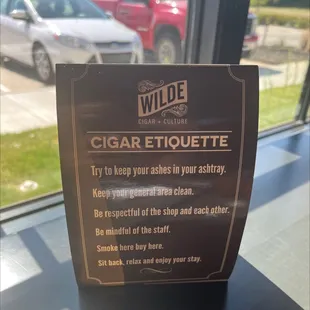 WILDE
CIGAR + CULTURE
CIGAR ETIQUETTE
Try to keep your ashes in your ashtray.
Keep your general area clean.
Be respectful of the shop and each other.
Be mindful of the staff.
Smoke here buy here.
Sit back, relax and enjoy your stay.